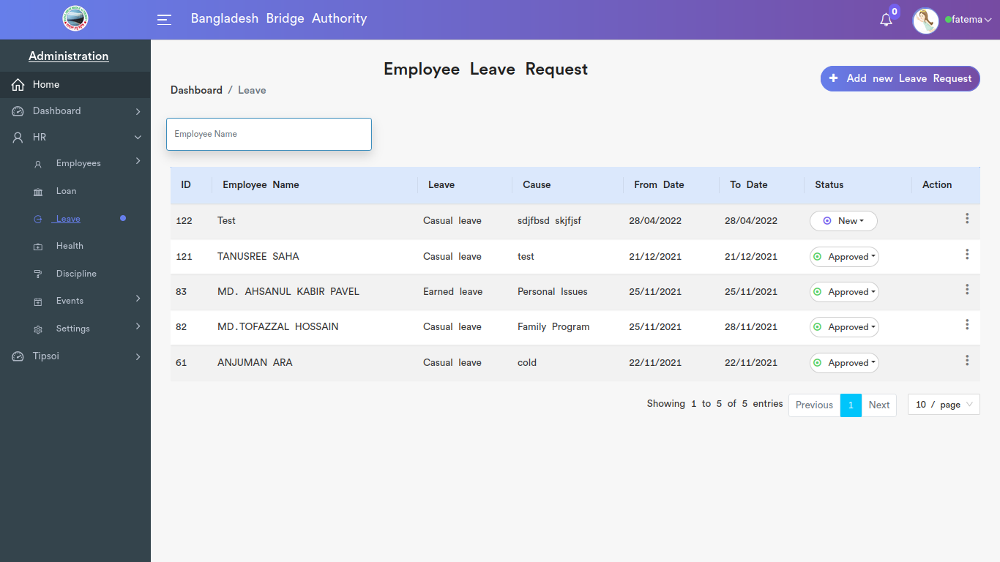 Bangladesh Bridge Authority
0
fatema
Administration
Home
Dashboard
HR
Employees
Loan
Leave
Health
Discipline
Events
Settings
Tipsoi
Employee Leave Request
Dashboard / Leave
+ Add new Leave Request
Employee Name
ID Employee Name Leave Cause From Date To Date Status Action
122 Test Casual leave sdjfbsd skjfjsf 28/04/2022 28/04/2022 New
121 TANUSREE SAHA Casual leave test 21/12/2021 21/12/2021 Approved
83 MD. AHSANUL KABIR PAVEL Earned leave Personal Issues 25/11/2021 25/11/2021 Approved
82 MD.TOFAZZAL HOSSAIN Casual leave Family Program 25/11/2021 28/11/2021 Approved
61 ANJUMAN ARA Casual leave cold 22/11/2021 22/11/2021 Approved
Showing 1 to 5 of 5 entries Previous 1 Next 10 / page